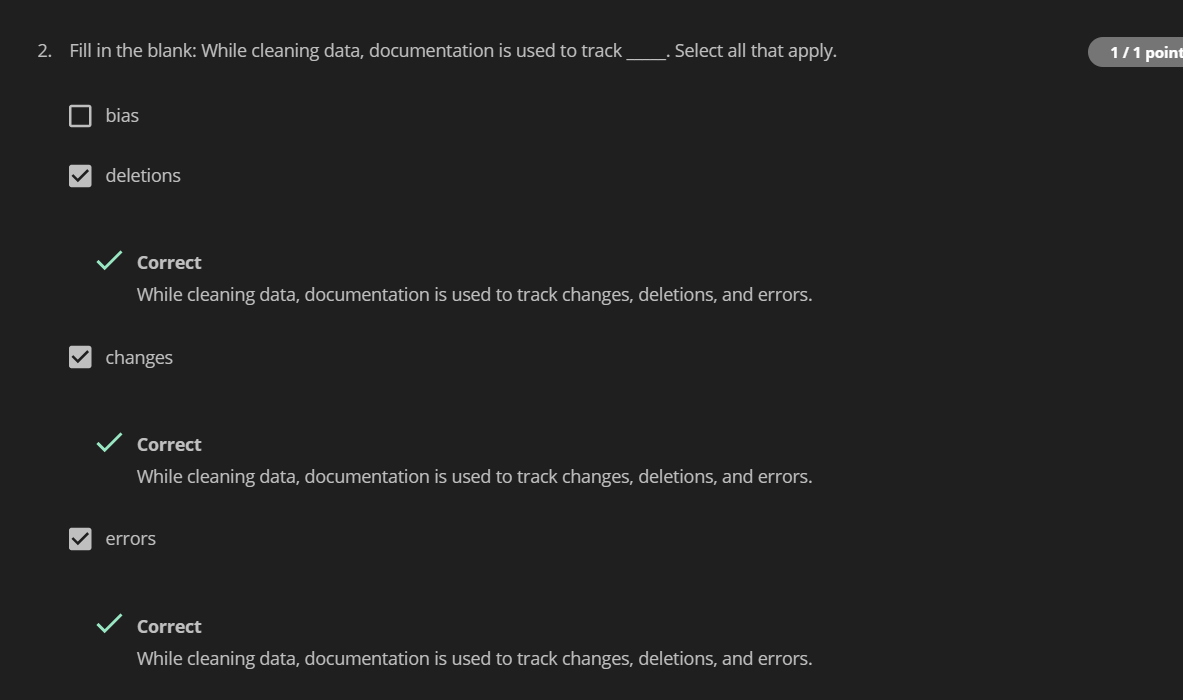 2. Fill in the blank: While cleaning data, documentation is used to track _____. Select all that apply.
1 / 1 point
bias
deletions
Correct
While cleaning data, documentation is used to track changes, deletions, and errors.
changes
Correct
While cleaning data, documentation is used to track changes, deletions, and errors.
errors
Correct
While cleaning data, documentation is used to track changes, deletions, and errors.